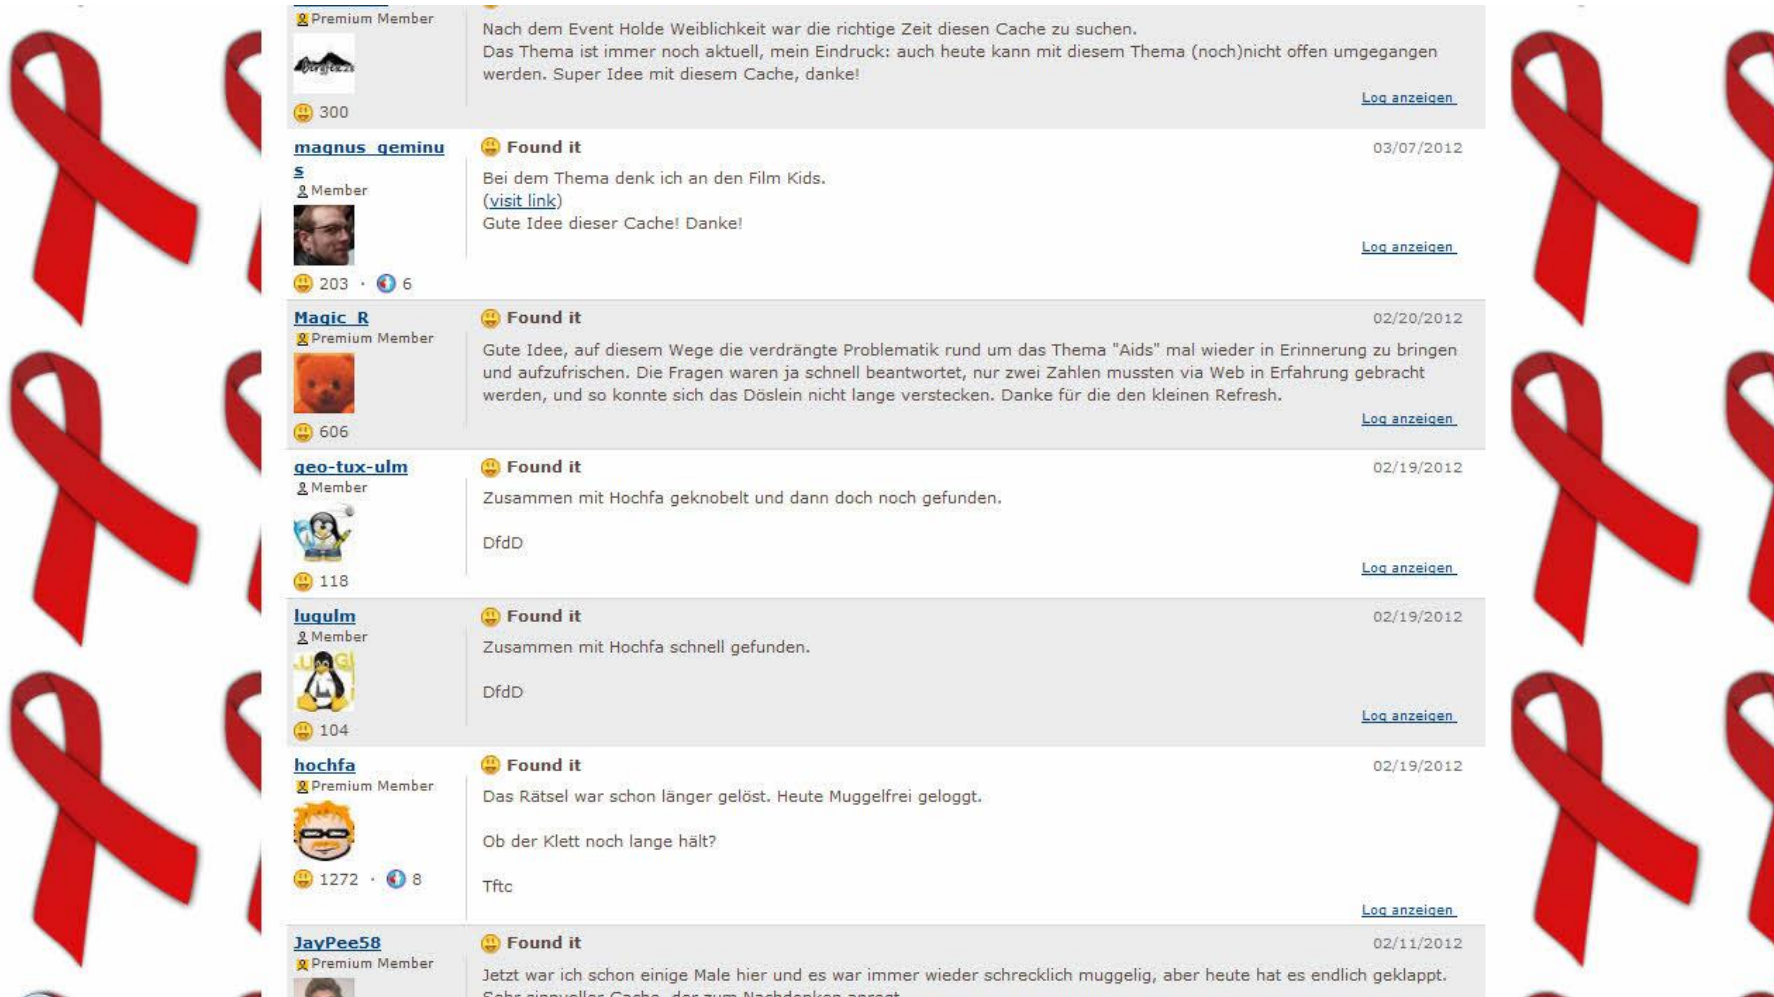 Premium Member
300
Nach dem Event Holde Weiblichkeit war die richtige Zeit diesen Cache zu suchen.
Das Thema ist immer noch aktuell, mein Eindruck: auch heute kann mit diesem Thema (noch)nicht offen umgegangen
werden. Super Idee mit diesem Cache, danke!
Log anzeigen
magnus geminu
s
Member
203 · 6
Found it
03/07/2012
Bei dem Thema denk ich an den Film Kids.
(visit link)
Gute Idee dieser Cache! Danke!
Log anzeigen
Magic R
Premium Member
606
Found it
02/20/2012
Gute Idee, auf diesem Wege die verdrängte Problematik rund um das Thema "Aids" mal wieder in Erinnerung zu bringen
und aufzufrischen. Die Fragen waren ja schnell beantwortet, nur zwei Zahlen mussten via Web in Erfahrung gebracht
werden, und so konnte sich das Döslein nicht lange verstecken. Danke für die den kleinen Refresh.
Log anzeigen
geo-tux-ulm
Member
118
Found it
02/19/2012
Zusammen mit Hochfa geknobelt und dann doch noch gefunden.
DfdD
Log anzeigen
lugulm
Member
104
Found it
02/19/2012
Zusammen mit Hochfa schnell gefunden.
DfdD
Log anzeigen
hochfa
Premium Member
1272 · 8
Found it
02/19/2012
Das Rätsel war schon länger gelöst. Heute Muggelfrei geloggt.
Ob der Klett noch lange hält?
Tftc
Log anzeigen
JayPee58
Premium Member
Found it
02/11/2012
Jetzt war ich schon einige Male hier und es war immer wieder schrecklich muggelig, aber heute hat es endlich geklappt.
Sehr sinnvoller Cache, der zum Nachdenken anregt